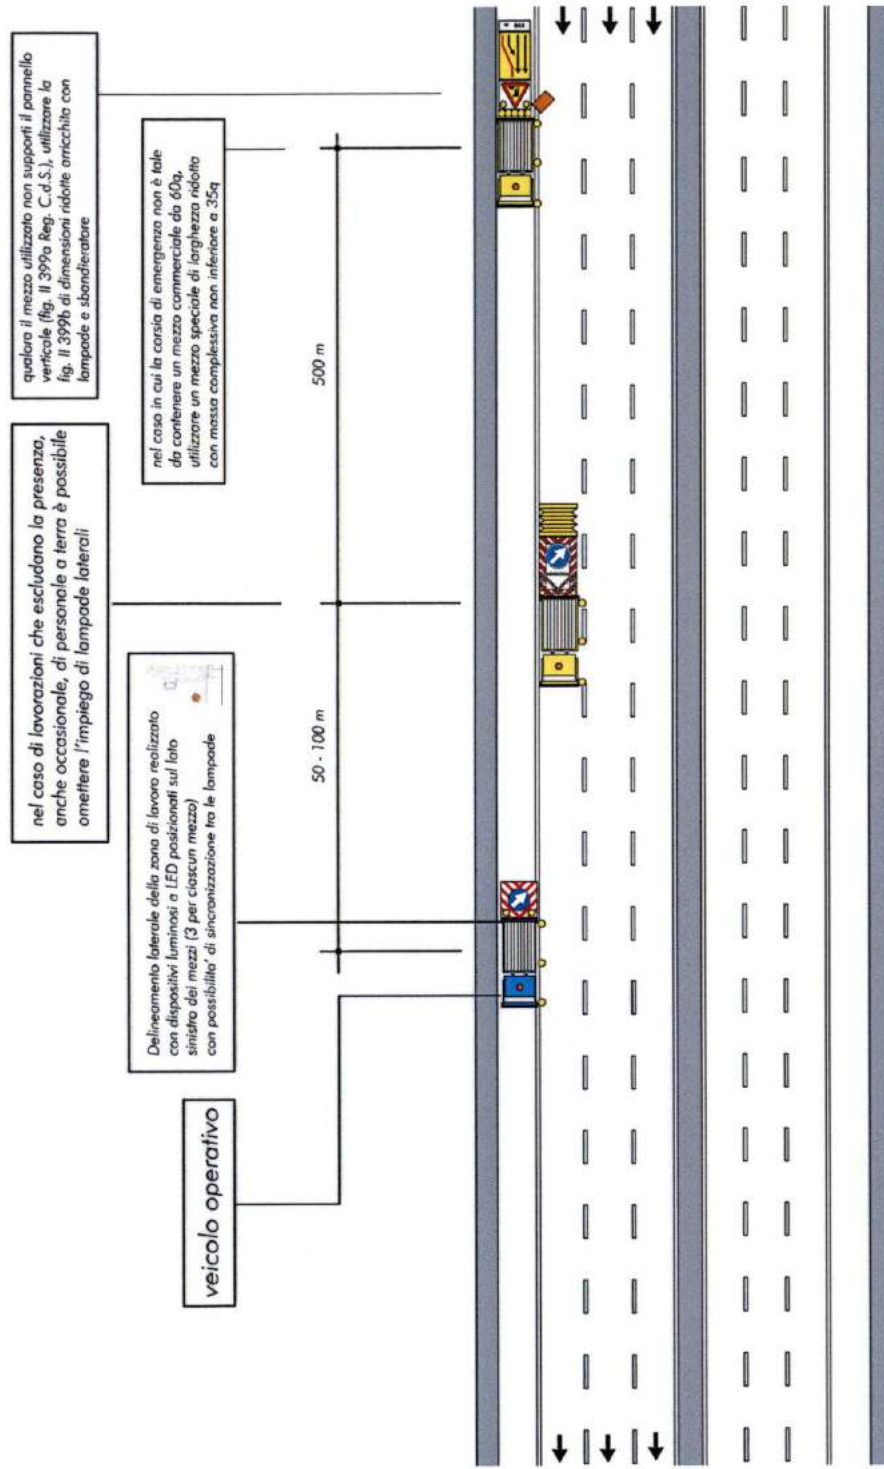 qualora il mezzo utilizzato non supporti il pannello
verticale (fig. II 399a Reg. C.d.S.), utilizzare la
fig. II 399b di dimensioni ridotte arricchita con
lampade e sbandieratore
nel caso in cui la corsia di emergenza non è tale
da contenere un mezzo commerciale da 60q,
utilizzare un mezzo speciale di larghezza ridotta
con massa complessiva non inferiore a 35q
nel caso di lavorazioni che escludano la presenza,
anche occasionale, di personale a terra è possibile
omettere l'impiego di lampade laterali
Delineamento laterale della zona di lavoro realizzato
con dispositivi luminosi a LED posizionati sul lato
sinistro dei mezzi (3 per ciascun mezzo)
con possibilita' di sincronizzazione tra le lampade
veicolo operativo
500 m
50 - 100 m